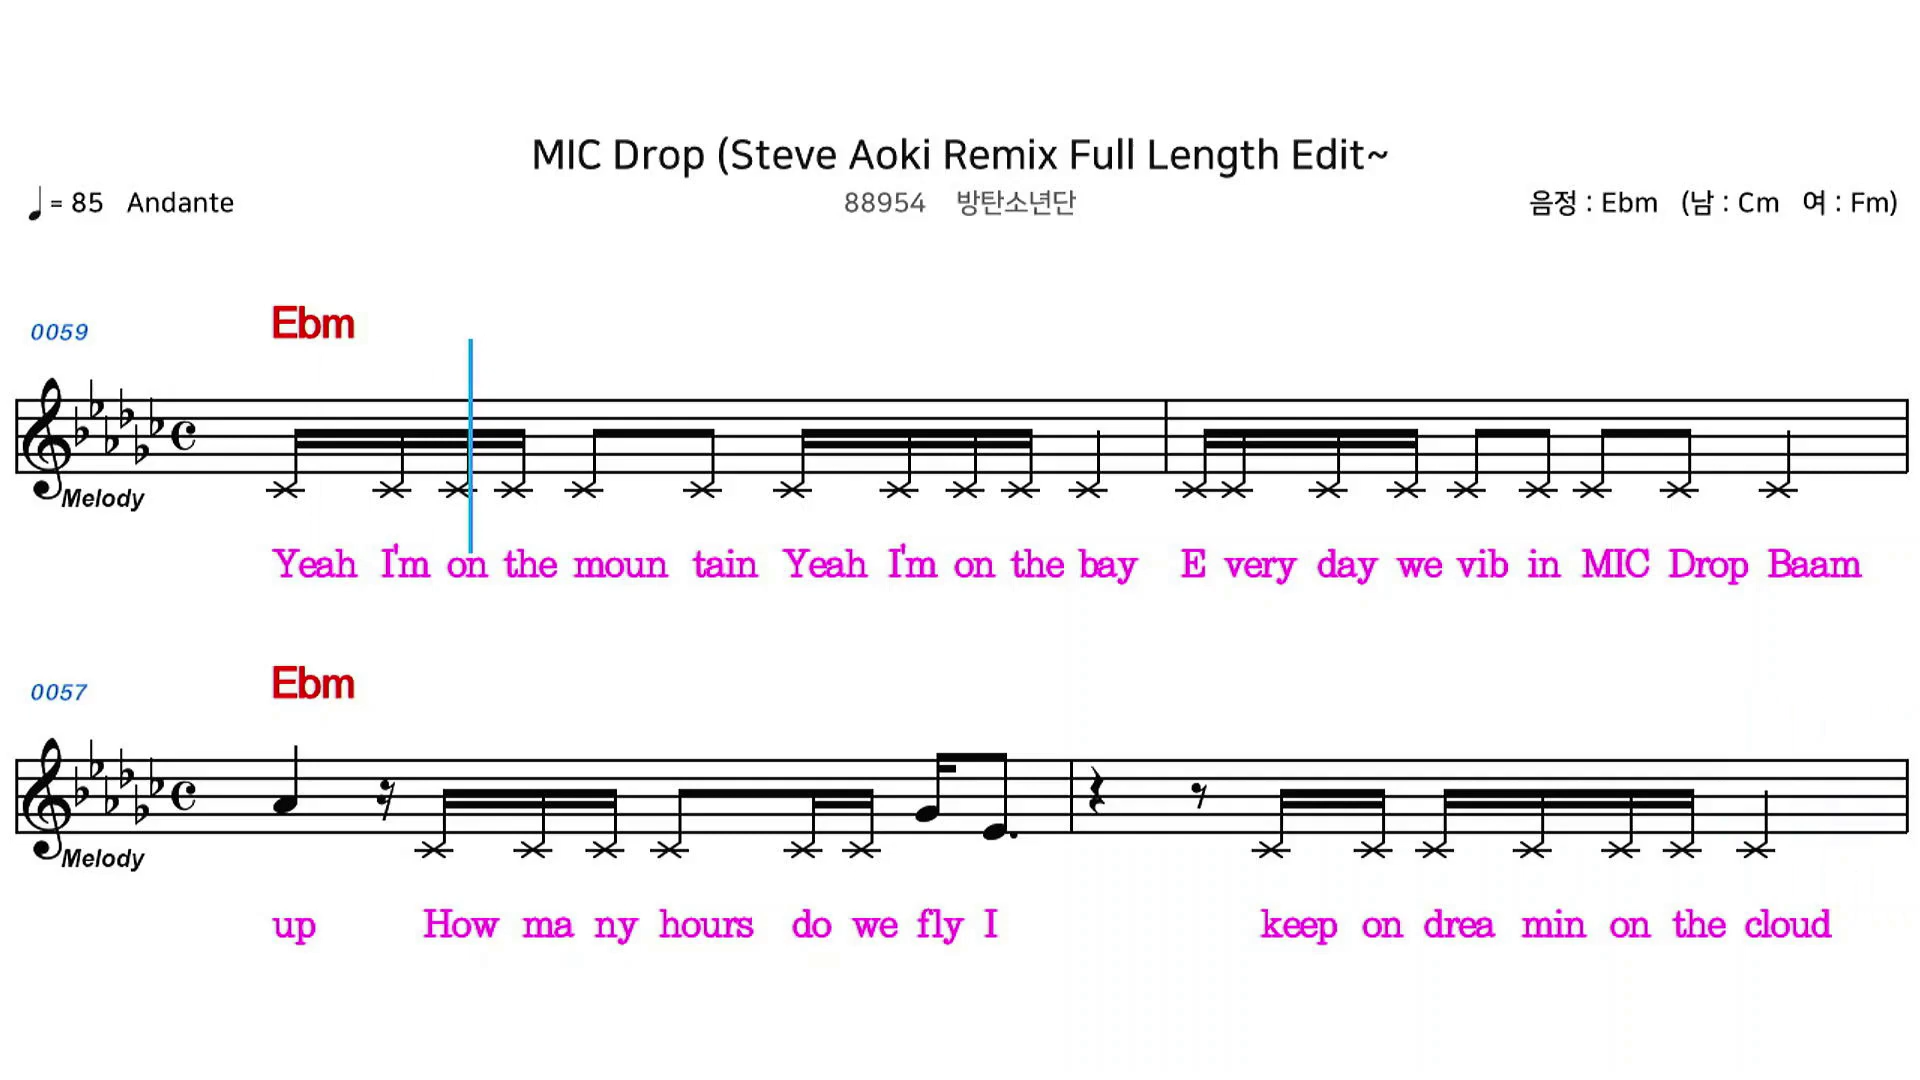 MIC Drop (Steve Aoki Remix Full Length Edit~
= 85 Andante
88954 방탄소년단
음정 : Ebm (남 : Cm 여 : Fm)
0059
Ebm
Melody
Yeah I'm on the moun tain Yeah I'm on the bay E very day we vib in MIC Drop Baam
0057
Ebm
Melody
up How ma ny hours do we fly I keep on drea min on the cloud